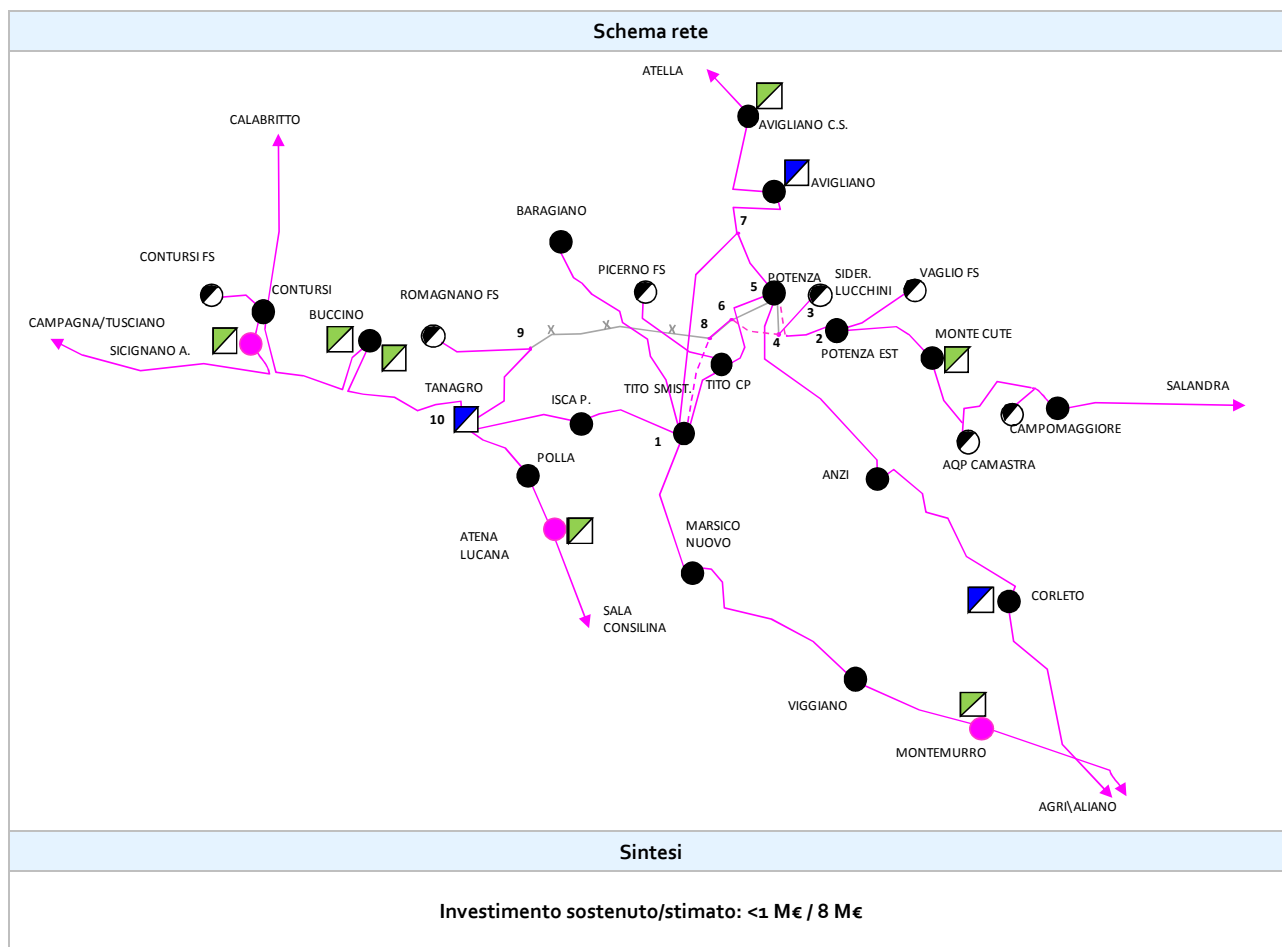 Schema rete
ATELLA
AVIGLIANO C.S.
CALABRITTO
AVIGLIANO
BARAGIANO
7
CONTURSI FS
PICERNO FS
POTENZA
SIDER.
LUCCHINI
VAGLIO FS
CONTURSI
ROMAGNANO FS
5
6
3
CAMPAGNA/TUSCIANO
BUCCINO
9
X
X
X
8
4
2
POTENZA EST
MONTE CUTE
SICIGNANO A.
TANAGRO
ISCA P.
TITO SMIST.
TITO CP
SALANDRA
10
1
CAMPOMAGGIORE
POLLA
AQP CAMASTRA
ANZI
ATENA
LUCANA
MARSICO
NUOVO
CORLETO
SALA
CONSILINA
VIGGIANO
MONTEMURRO
AGRI\ALIANO
Sintesi
Investimento sostenuto/stimato: <1 M€ / 8 M€